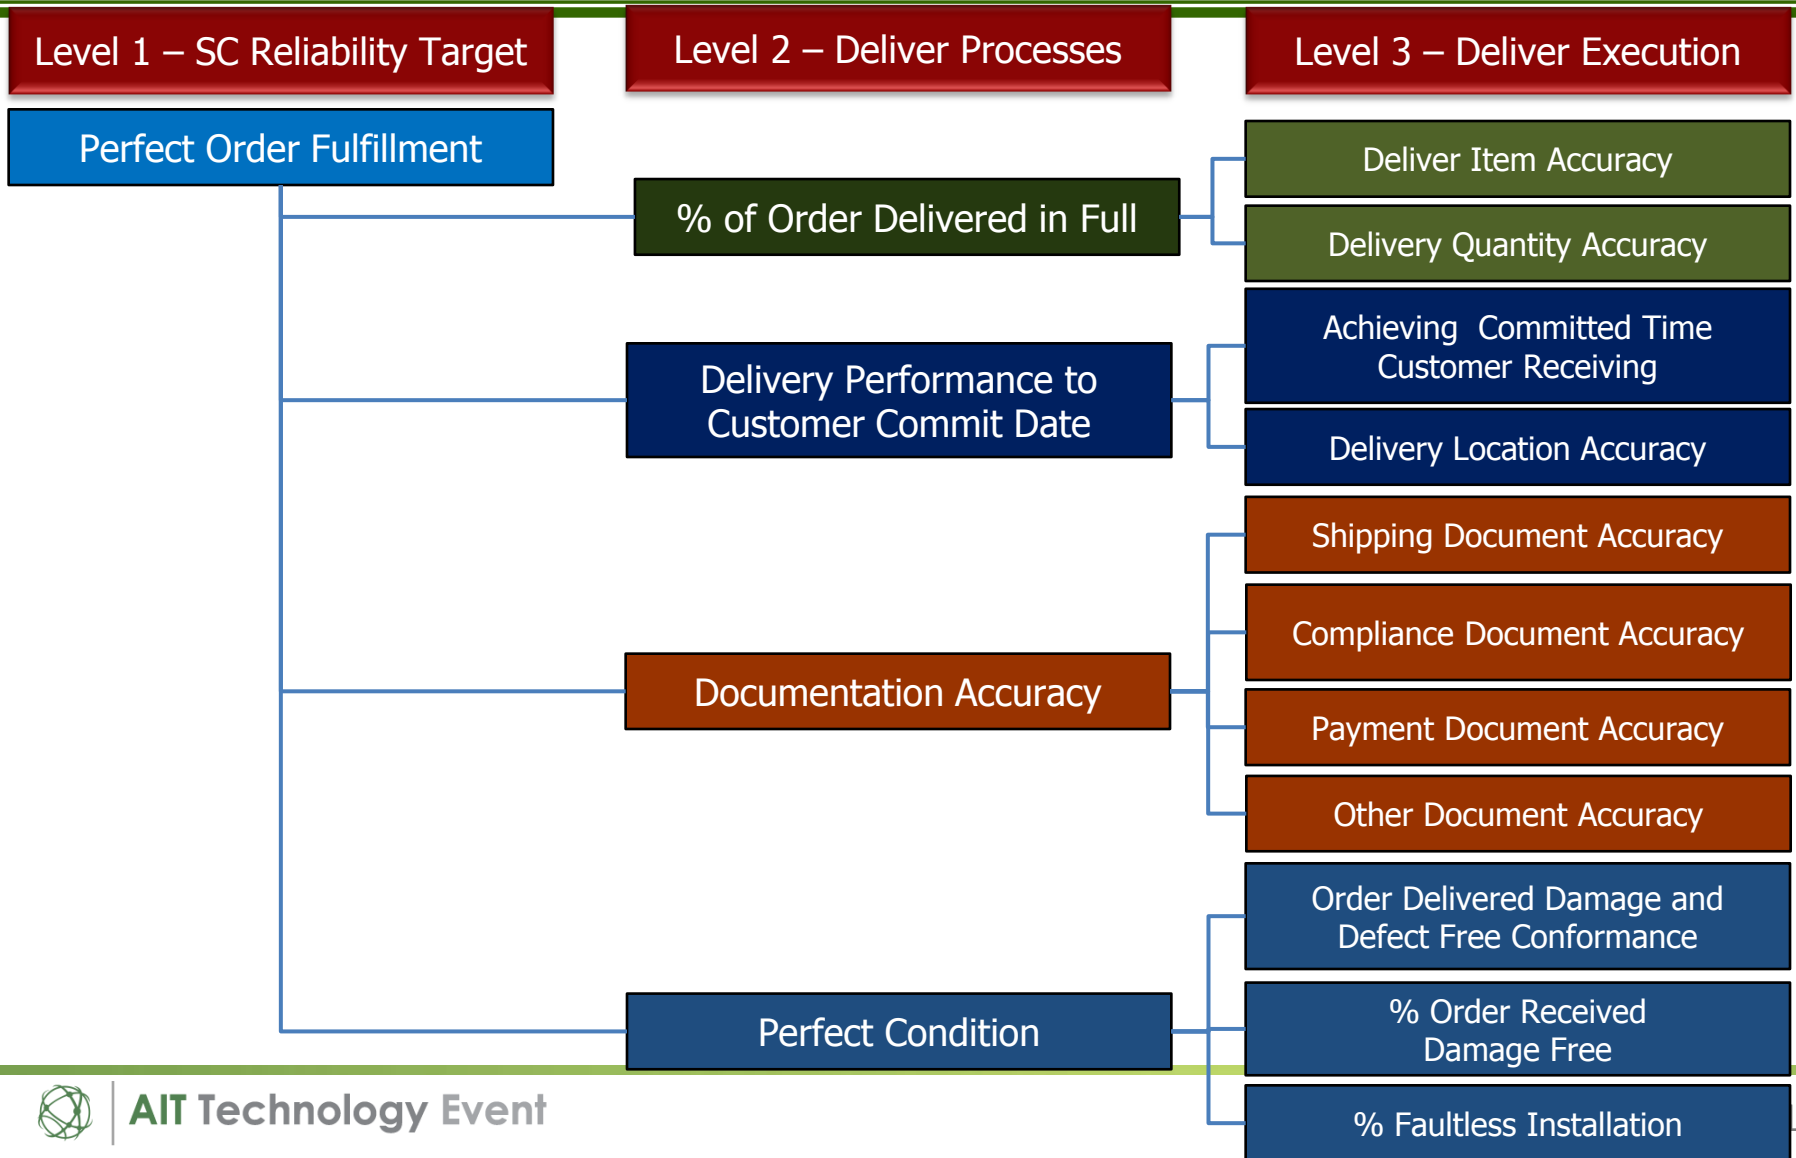 Level 1 – SC Reliability Target
Level 2 – Deliver Processes
Level 3 – Deliver Execution
Perfect Order Fulfillment
% of Order Delivered in Full
Deliver Item Accuracy
Delivery Quantity Accuracy
Delivery Performance to
Customer Commit Date
Achieving Committed Time
Customer Receiving
Delivery Location Accuracy
Documentation Accuracy
Shipping Document Accuracy
Compliance Document Accuracy
Payment Document Accuracy
Other Document Accuracy
Perfect Condition
Order Delivered Damage and
Defect Free Conformance
% Order Received
Damage Free
% Faultless Installation
AIT Technology Event